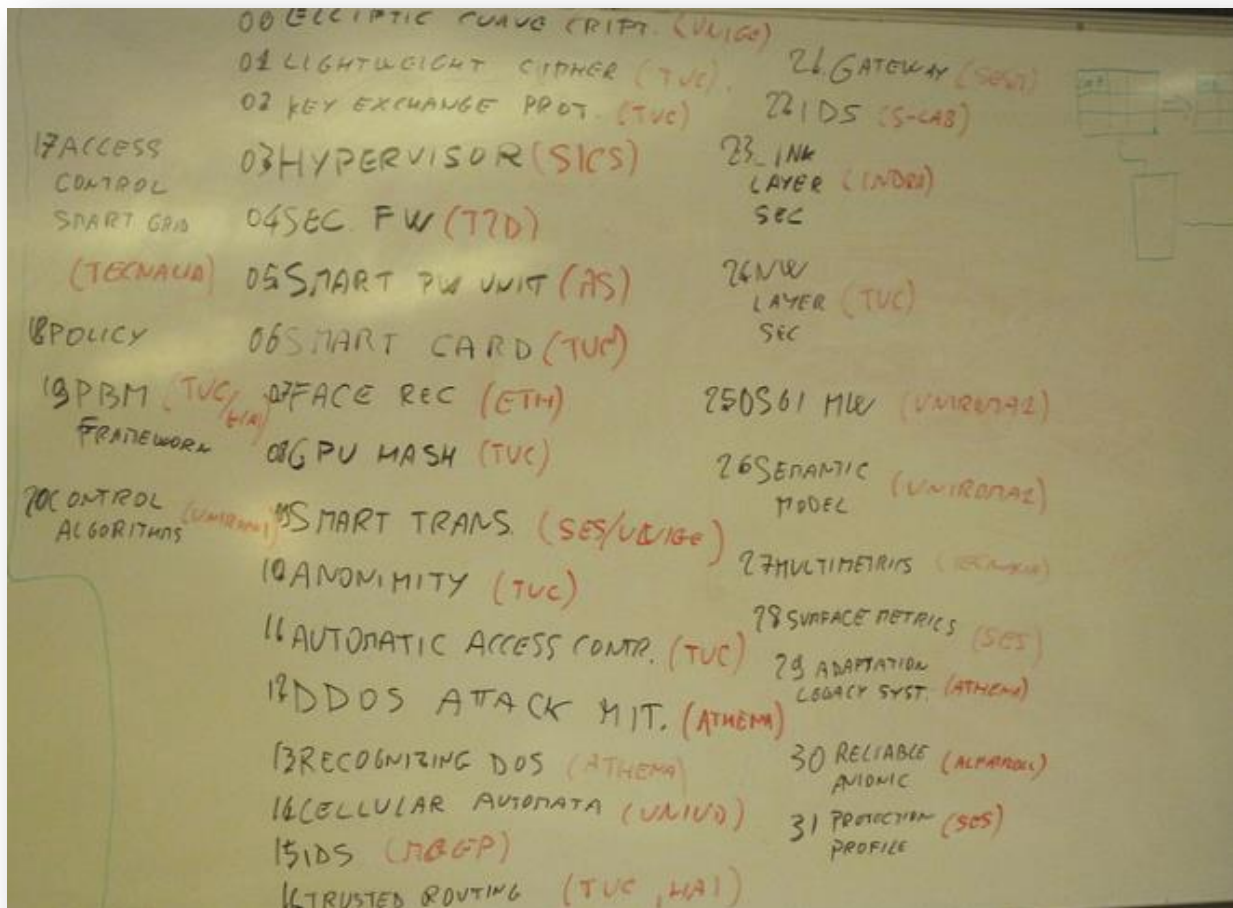 00 ELLIPTIC CURVE CRIPT. (UNIGE)
01 LIGHTWEIGHT CIPHER (TUC).
02 KEY EXCHANGE PROT. (TUC)
03 HYPERVISOR (SICS)
04 SEC FW (T2D)
05 SMART PW UNIT (AS)
06 SMART CARD (TUC)
07 FACE REC (ETH)
08 GPU HASH (TUC)
09 SMART TRANS. (SES/UNIGE)
10 ANONIMITY (TUC)
11 AUTOMATIC ACCESS CONTR. (TUC)
12 DDOS ATTACK MIT. (ATHENA)
13 RECOGNIZING DOS (ATHENA)
14 CELLULAR AUTOMATA (UNIUD)
15 IDS (MGEP)
16 TRUSTED ROUTING (TUC, HAI)
17 ACCESS
CONTROL
SMART GRID
(TECNALIA)
18 POLICY
19 PBM (TUC/HAI)
FRAMEWORK
20 CONTROL (UNIROMA1)
ALGORITHMS
21 GATEWAY
22 IDS (S-LAB)
23 LINK
LAYER (INDRA)
SEC
24 NW
LAYER (TUC)
SEC
25 OSGI MW (UNIROMA1)
26 SEMANTIC
MODEL (UNIROMA1)
27 MULTIMETRICS (TECNALIA)
28 SURFACE METRICS (SES)
29 ADAPTATION
LEGACY SYST. (ATHENA)
30 RELIABLE
AVIONIC
31 PROTECTION (SES)
PROFILE